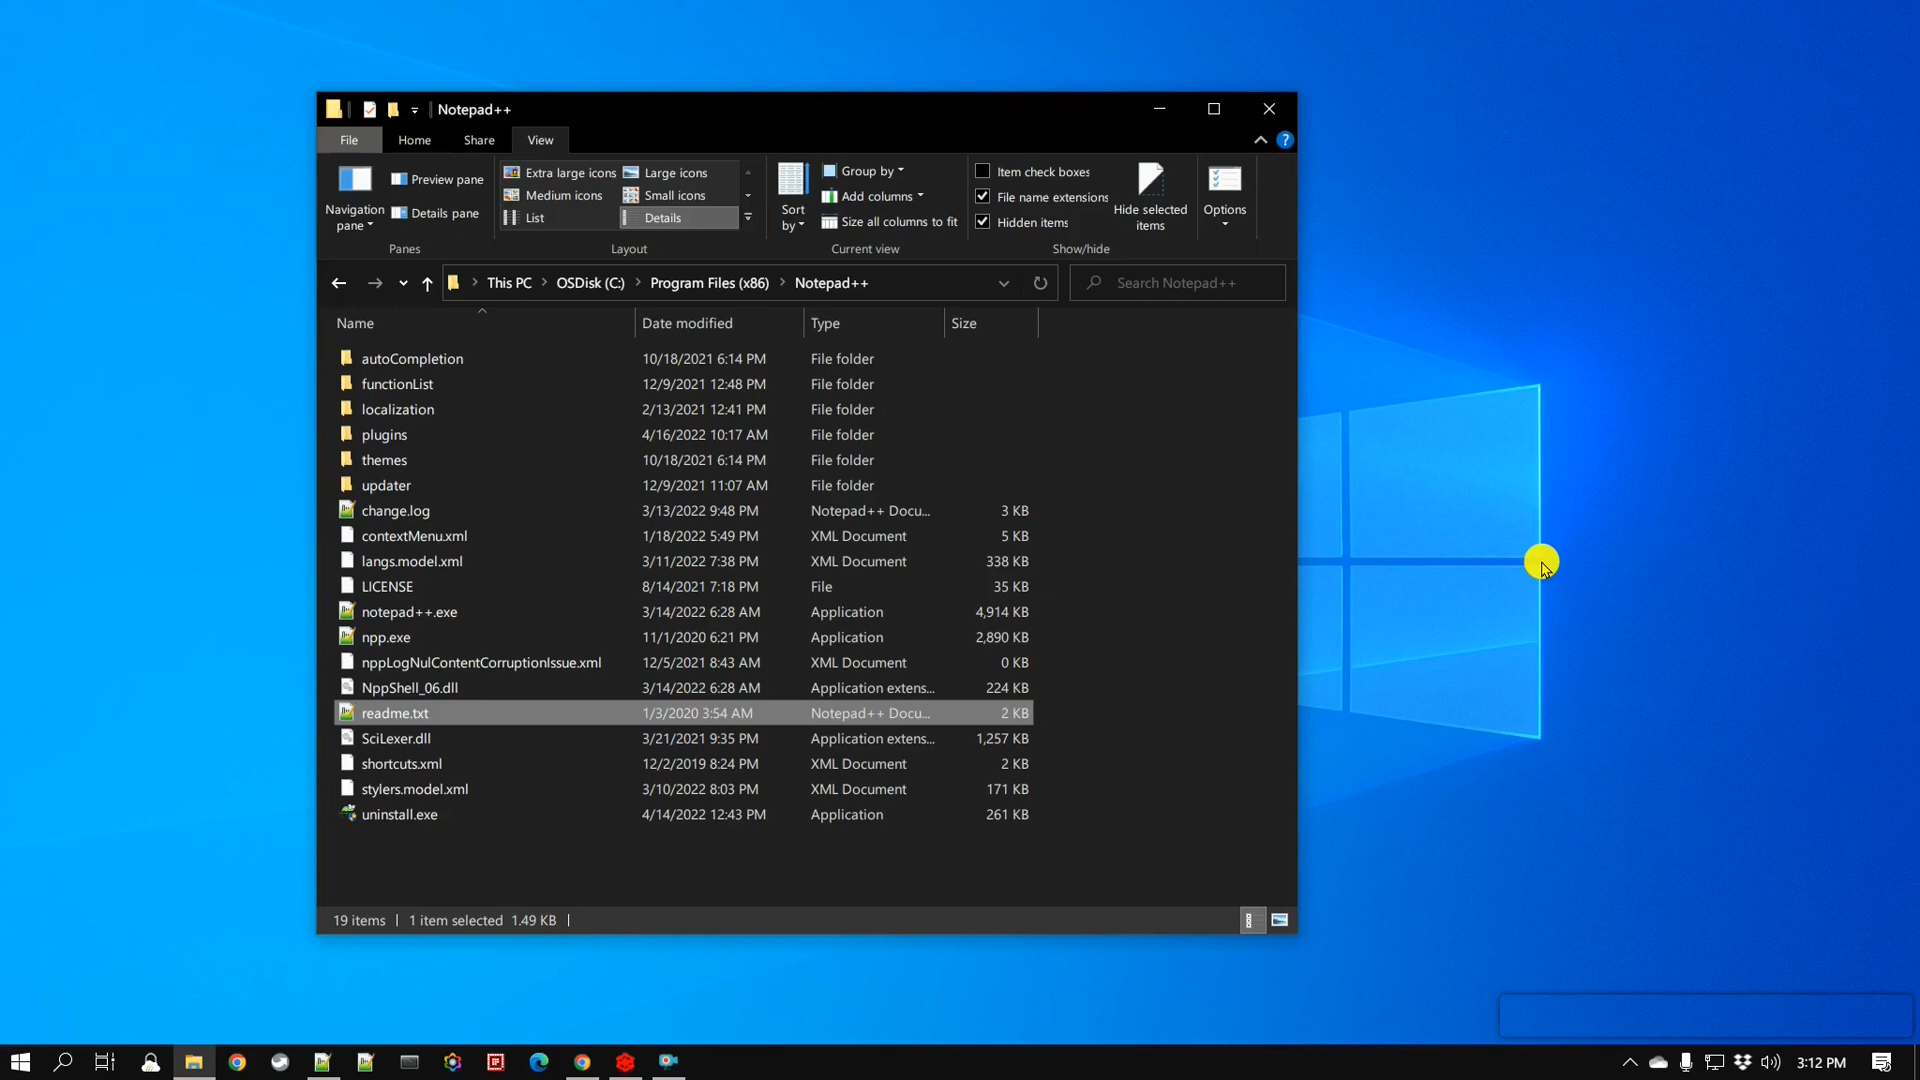 Notepad++
File Home Share View
Navigation pane
Preview pane
Details pane
Panes
Extra large icons Large icons
Medium icons Small icons
List Details
Layout
Sort by
Group by
Add columns
Size all columns to fit
Current view
Item check boxes
File name extensions
Hidden items
Hide selected items
Show/hide
Options
This PC > OSDisk (C:) > Program Files (x86) > Notepad++
Search Notepad++
Name Date modified Type Size
autoCompletion 10/18/2021 6:14 PM File folder
functionList 12/9/2021 12:48 PM File folder
localization 2/13/2021 12:41 PM File folder
plugins 4/16/2022 10:17 AM File folder
themes 10/18/2021 6:14 PM File folder
updater 12/9/2021 11:07 AM File folder
change.log 3/13/2022 9:48 PM Notepad++ Docu... 3 KB
contextMenu.xml 1/18/2022 5:49 PM XML Document 5 KB
langs.model.xml 3/11/2022 7:38 PM XML Document 338 KB
LICENSE 8/14/2021 7:18 PM File 35 KB
notepad++.exe 3/14/2022 6:28 AM Application 4,914 KB
npp.exe 11/1/2020 6:21 PM Application 2,890 KB
nppLogNulContentCorruptionIssue.xml 12/5/2021 8:43 AM XML Document 0 KB
NppShell_06.dll 3/14/2022 6:28 AM Application extens... 224 KB
readme.txt 1/3/2020 3:54 AM Notepad++ Docu... 2 KB
SciLexer.dll 3/21/2021 9:35 PM Application extens... 1,257 KB
shortcuts.xml 12/2/2019 8:24 PM XML Document 2 KB
stylers.model.xml 3/10/2022 8:03 PM XML Document 171 KB
uninstall.exe 4/14/2022 12:43 PM Application 261 KB
19 items | 1 item selected 1.49 KB |
3:12 PM